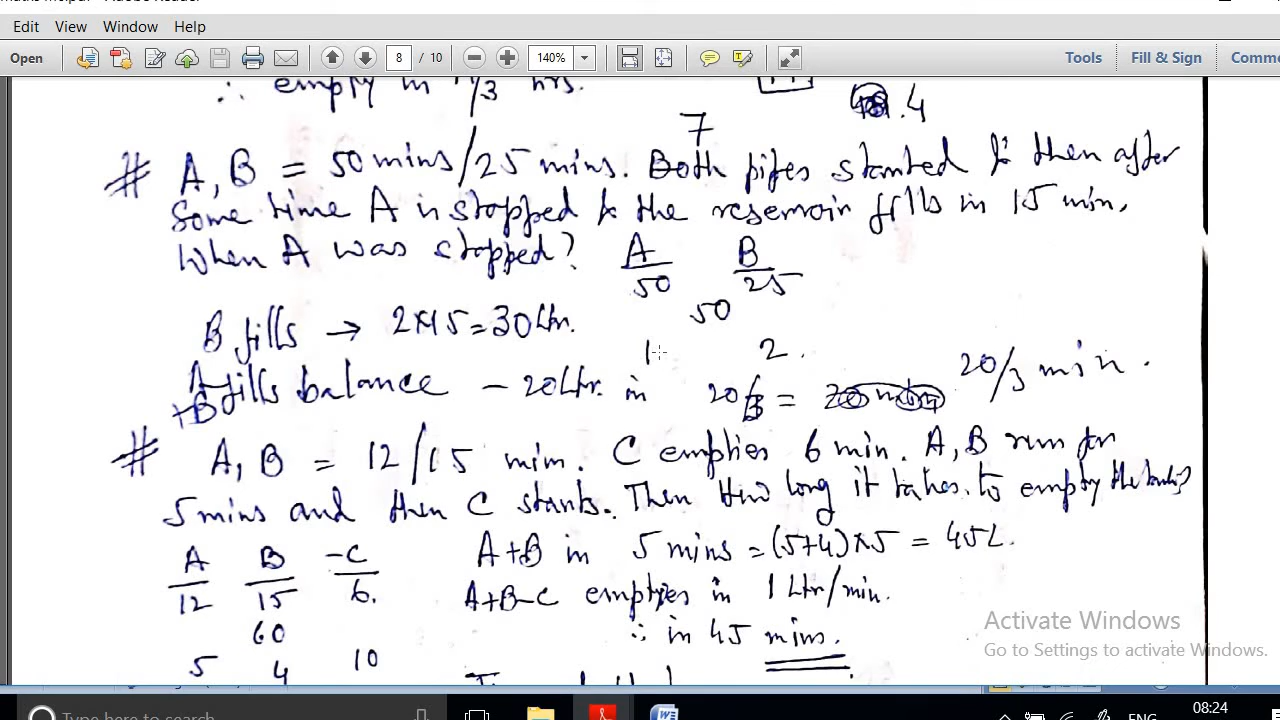 Edit View Window Help
Open 8 / 10 140% Tools Fill & Sign Comme
∴ empty in 1/3 hrs.
.4
7
# A, B = 50 mins/25 mins. Both pipes started & then after
some time A is stopped & the reservoir fills in 15 min.
When A was stopped? A/50 B/25
50
B fills → 2×15 = 30 Ltr.
1 2.
A+B fills balance – 20 Ltr. in 20/3 = 20/3 min.
# A, B = 12/15 min. C empties 6 min. A, B run for
5 mins and then C starts. Then How long it takes to empty the
A/12 B/15 -C/6. A+B in 5 mins = (5+4)×5 = 45L.
A+B-C empties in 1 Ltr/min.
60 ∴ in 45 mins.
5 4 10
Activate Windows
Go to Settings to activate Windows.
Type here to search
ENG 08:24